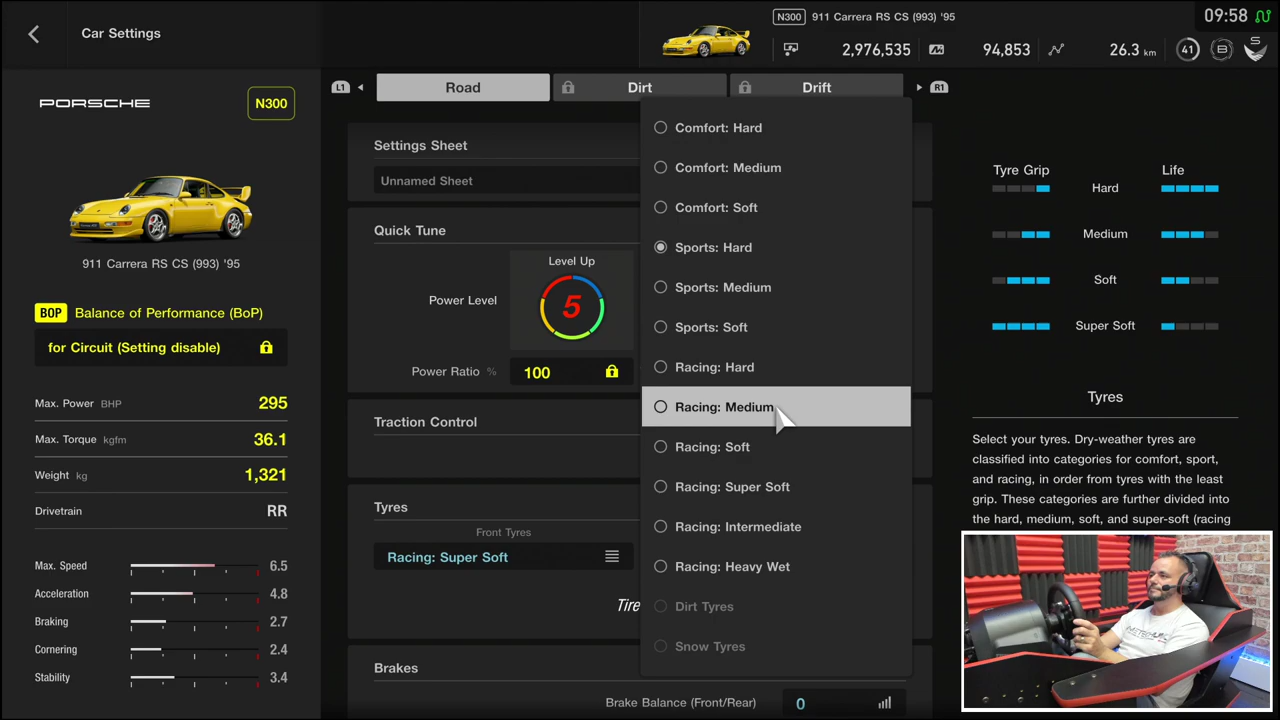 Car Settings
N300
911 Carrera RS CS (993) '95
2,976,535
94,853
26.3 km
41
B
S
09:58
PORSCHE
N300
911 Carrera RS CS (993) '95
BOP
Balance of Performance (BoP)
for Circuit (Setting disable)
Max. Power BHP
295
Max. Torque kgfm
36.1
Weight kg
1,321
Drivetrain
RR
Max. Speed
6.5
Acceleration
4.8
Braking
2.7
Cornering
2.4
Stability
3.4
L1
Road
Dirt
Drift
R1
Settings Sheet
Unnamed Sheet
Quick Tune
Level Up
Power Level
5
Power Ratio %
100
Traction Control
Tyres
Front Tyres
Racing: Super Soft
Tire
Brakes
Brake Balance (Front/Rear)
0
Comfort: Hard
Comfort: Medium
Comfort: Soft
Sports: Hard
Sports: Medium
Sports: Soft
Racing: Hard
Racing: Medium
Racing: Soft
Racing: Super Soft
Racing: Intermediate
Racing: Heavy Wet
Dirt Tyres
Snow Tyres
Tyre Grip
Life
Hard
Medium
Soft
Super Soft
Tyres
Select your tyres. Dry-weather tyres are
classified into categories for comfort, sport,
and racing, in order from tyres with the least
grip. These categories are further divided into
the hard, medium, soft, and super-soft (racing